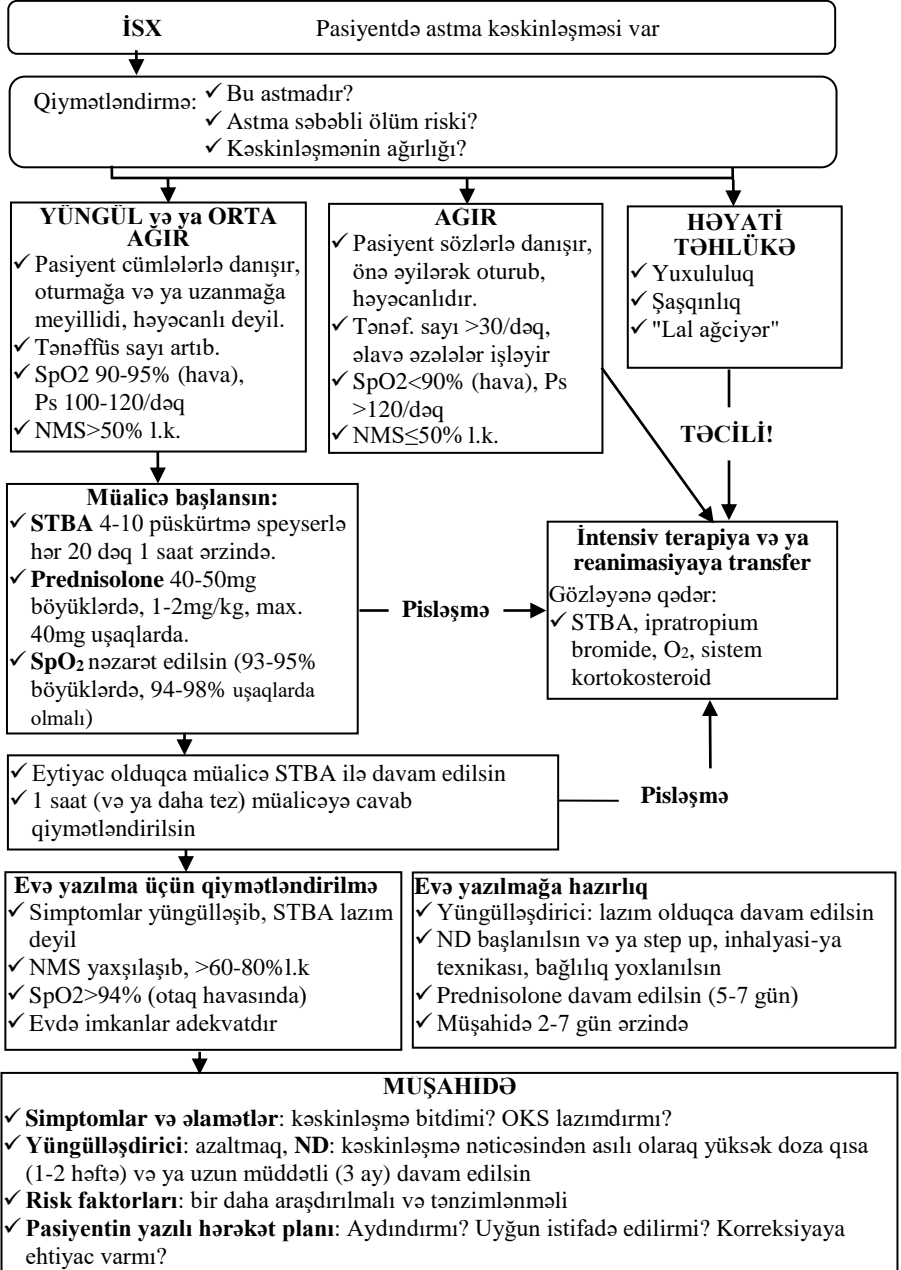 İSX Pasiyentdə astma kəskinləşməsi var
Qiymətləndirmə: ✓ Bu astmadır?
✓ Astma səbəbli ölüm riski?
✓ Kəskinləşmənin ağırlığı?
YÜNGÜL və ya ORTA
AĞIR
✓ Pasiyent cümlələrlə danışır,
oturmağa və ya uzanmağa
meyillidi, həyəcanlı deyil.
✓ Tənəffüs sayı artıb.
✓ SpO2 90-95% (hava),
Ps 100-120/dəq
✓ NMS>50% l.k.
AGIR
✓ Pasiyent sözlərlə danışır,
önə əyilərək oturub,
həyəcanlıdır.
✓ Tənəf. sayı >30/dəq,
əlavə əzələlər işləyir
✓ SpO2<90% (hava), Ps
>120/dəq
✓ NMS≤50% l.k.
HƏYATİ
TƏHLÜKƏ
✓ Yuxululuq
✓ Şaşqınlıq
✓ "Lal ağciyər"
TƏCİLİ!
Müalicə başlansın:
✓ STBA 4-10 püskürtmə speyserlə
hər 20 dəq 1 saat ərzində.
✓ Prednisolone 40-50mg
böyüklərdə, 1-2mg/kg, max.
40mg uşaqlarda.
✓ SpO₂ nəzarət edilsin (93-95%
böyüklərdə, 94-98% uşaqlarda
olmalı)
Pisləşmə
İntensiv terapiya və ya
reanimasiyaya transfer
Gözləyənə qədər:
✓ STBA, ipratropium
bromide, O₂, sistem
kortokosteroid
✓ Eytiyac olduqca müalicə STBA ilə davam edilsin
✓ 1 saat (və ya daha tez) müalicəyə cavab
qiymətləndirilsin
Pisləşmə
Evə yazılma üçün qiymətləndirilmə
✓ Simptomlar yüngülləşib, STBA lazım
deyil
✓ NMS yaxşılaşıb, >60-80%l.k
✓ SpO2>94% (otaq havasında)
✓ Evdə imkanlar adekvatdır
Evə yazılmağa hazırlıq
✓ Yüngülləşdirici: lazım olduqca davam edilsin
✓ ND başlanılsın və ya step up, inhalyasi-ya
texnikası, bağlılıq yoxlanılsın
✓ Prednisolone davam edilsin (5-7 gün)
✓ Müşahidə 2-7 gün ərzində
MÜŞAHİDƏ
✓ Simptomlar və əlamətlər: kəskinləşmə bitdimi? OKS lazımdırmı?
✓ Yüngülləşdirici: azaltmaq, ND: kəskinləşmə nəticəsindən asılı olaraq yüksək doza qısa
(1-2 həftə) və ya uzun müddətli (3 ay) davam edilsin
✓ Risk faktorları: bir daha araşdırılmalı və tənzimlənməli
✓ Pasiyentin yazılı hərəkət planı: Aydındırmı? Uyğun istifadə edilirmi? Korreksiyaya
ehtiyac varmı?